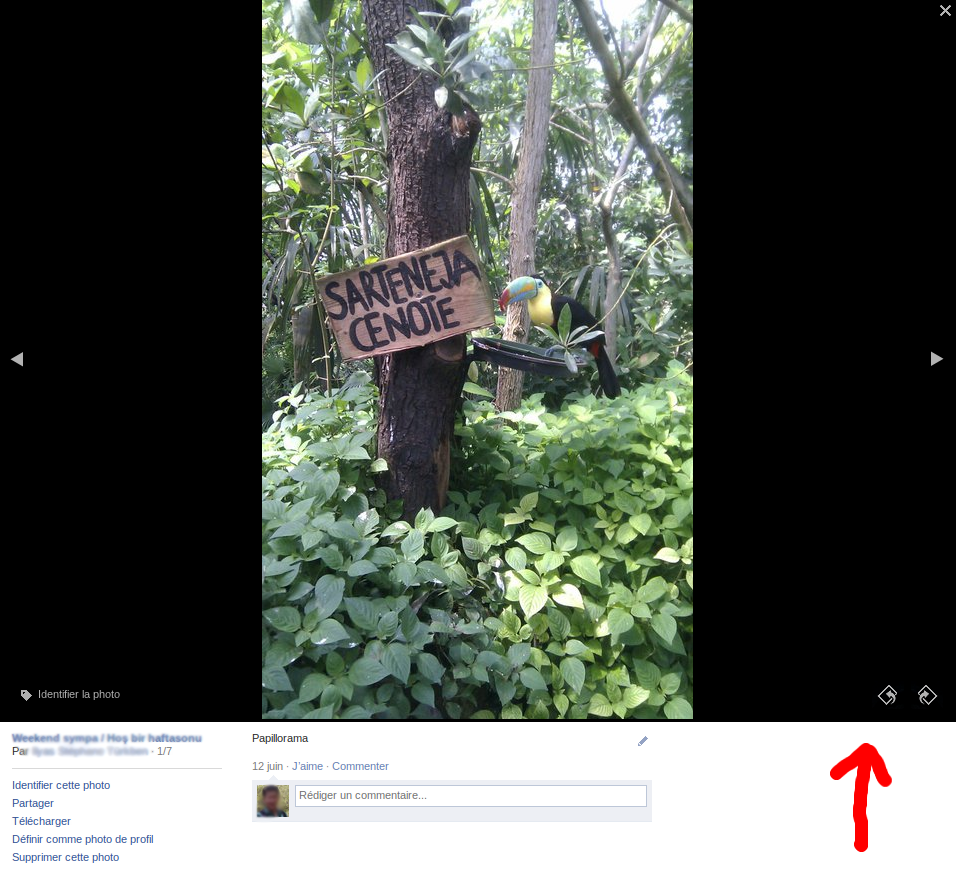 SARTENEJA
CENOTE
Identifier la photo
Weekend sympa / Hoş bir haftasonu
Par · 1/7
Identifier cette photo
Partager
Télécharger
Définir comme photo de profil
Supprimer cette photo
Papillorama
12 juin · J'aime · Commenter
Rédiger un commentaire...